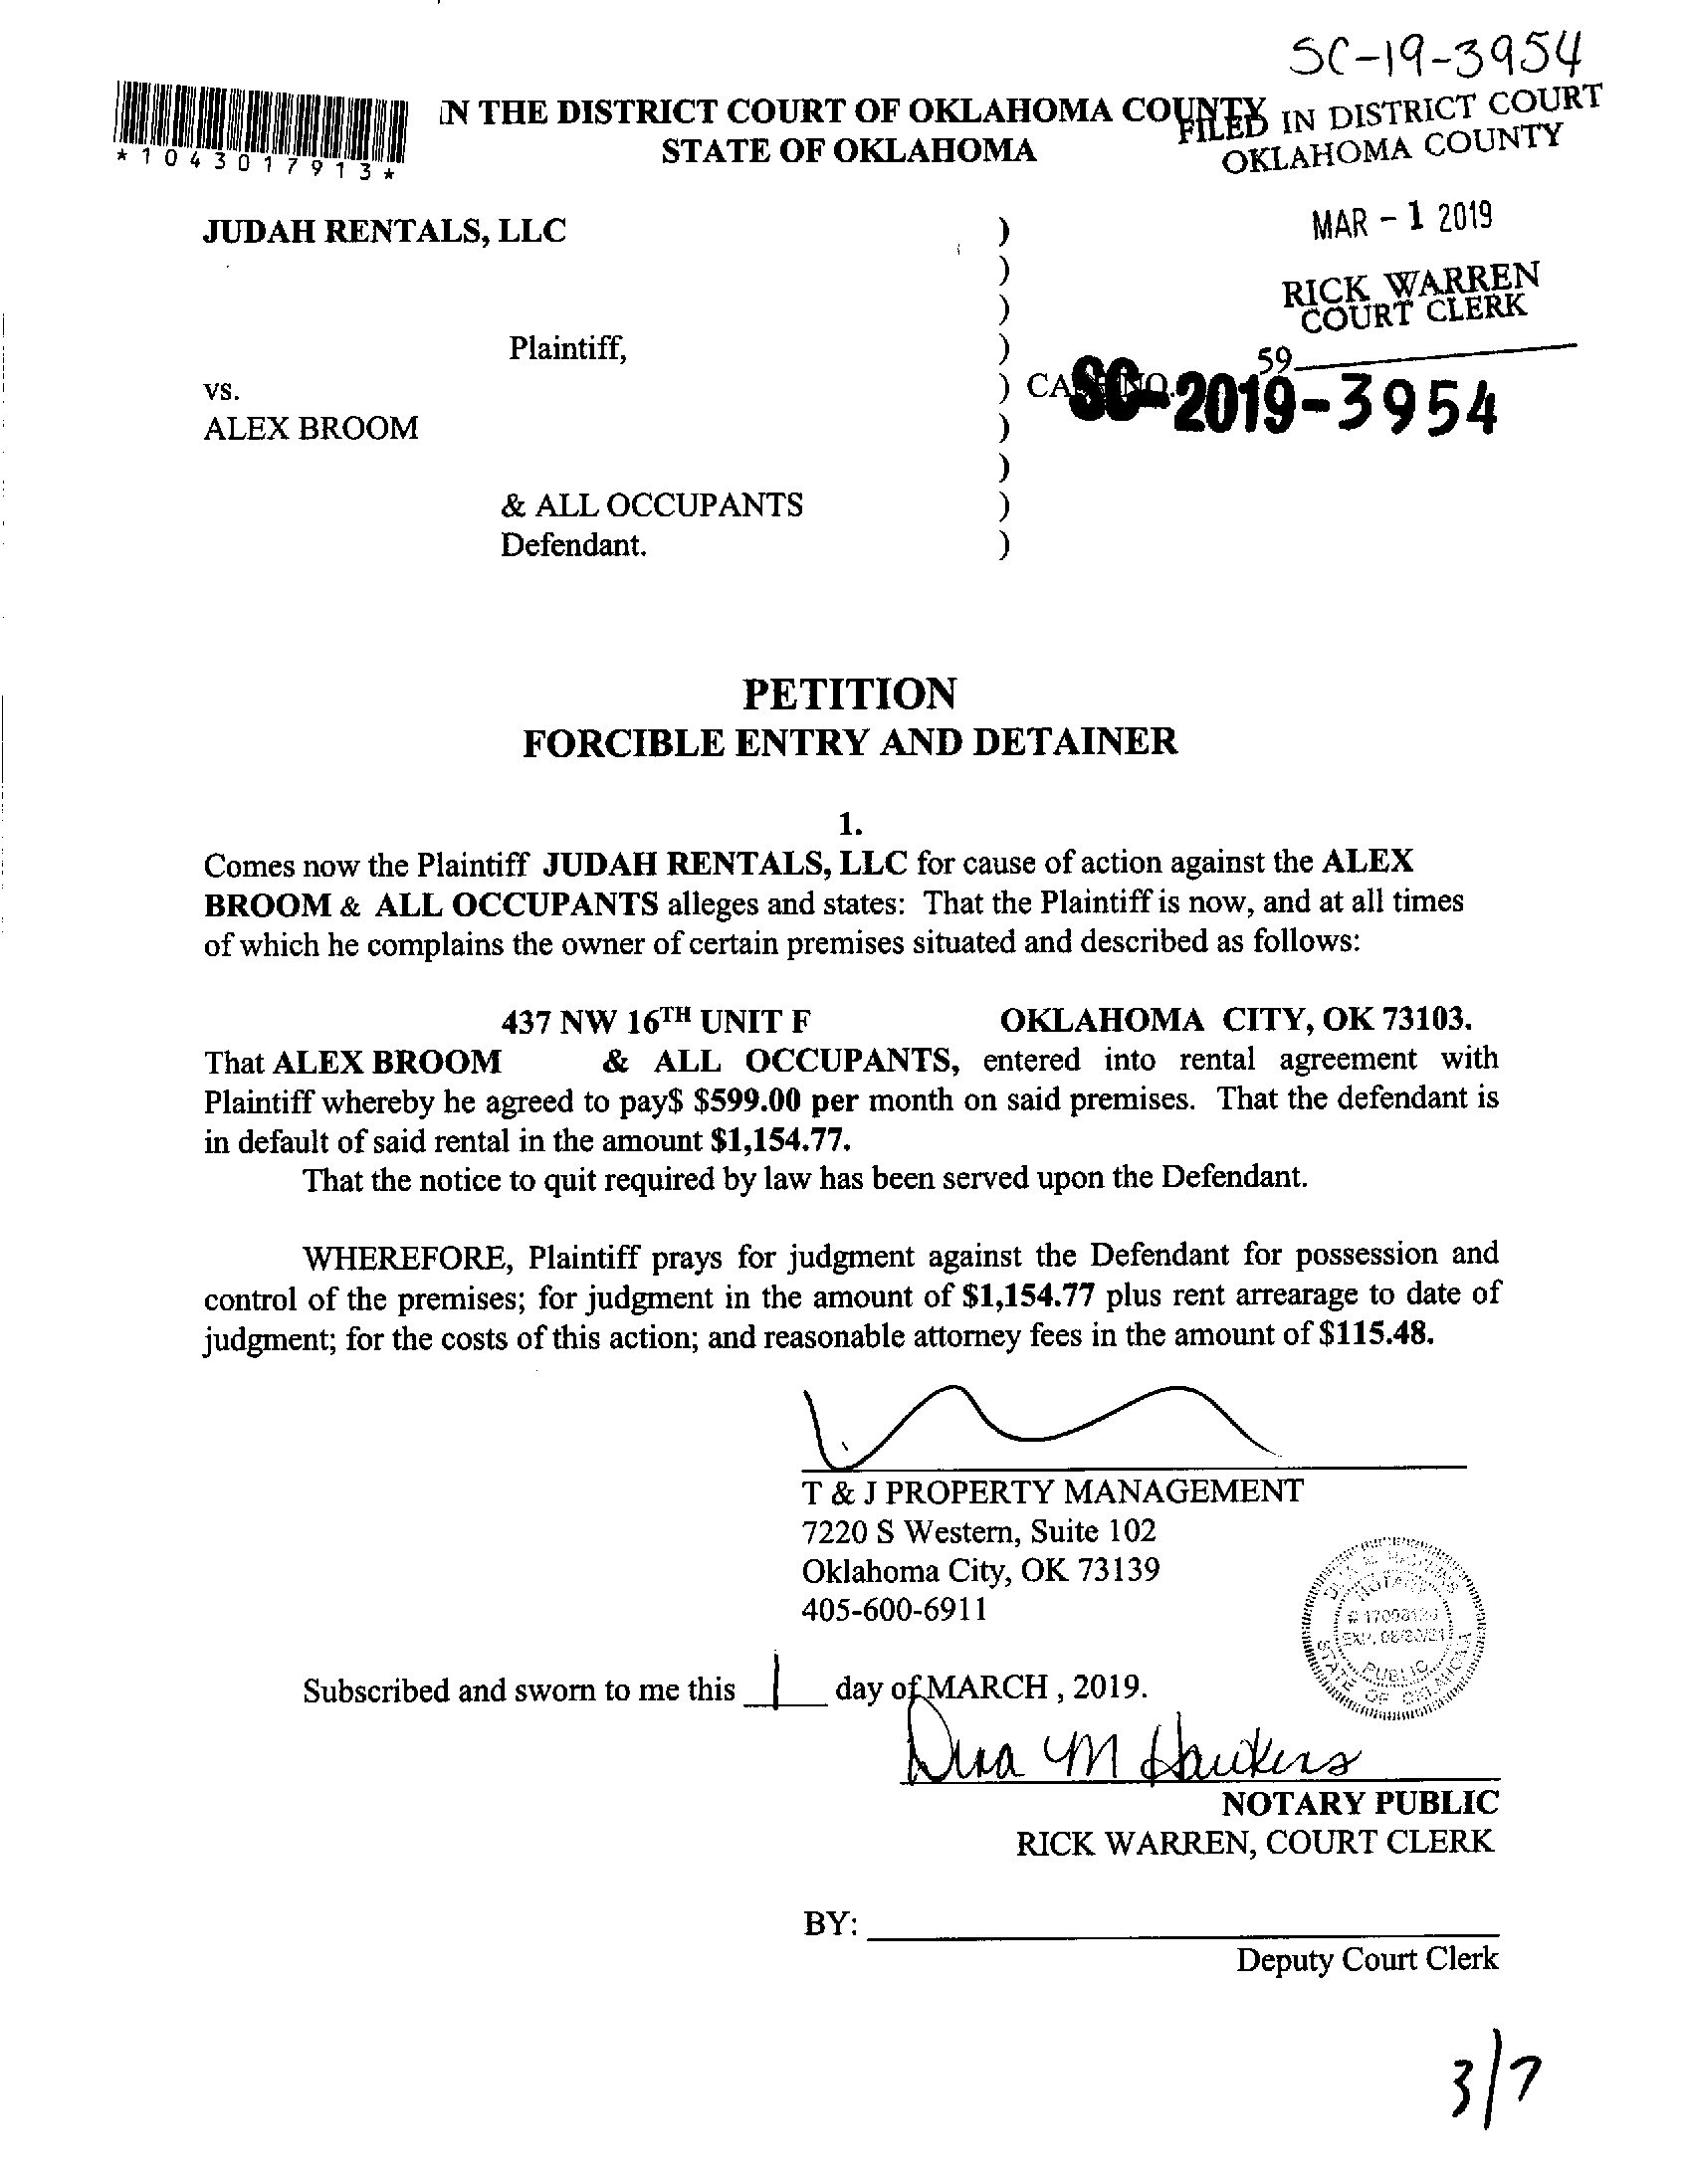 SC-19-3954
IN THE DISTRICT COURT OF OKLAHOMA COUNTY
STATE OF OKLAHOMA
FILED IN DISTRICT COURT
OKLAHOMA COUNTY
*1043017913*
MAR - 1 2019
RICK WARREN
COURT CLERK
59
JUDAH RENTALS, LLC )
)
)
Plaintiff, )
vs. ) CASE NO. SC-2019-3954
ALEX BROOM )
)
& ALL OCCUPANTS )
Defendant. )
PETITION
FORCIBLE ENTRY AND DETAINER
1.
Comes now the Plaintiff JUDAH RENTALS, LLC for cause of action against the ALEX
BROOM & ALL OCCUPANTS alleges and states: That the Plaintiff is now, and at all times
of which he complains the owner of certain premises situated and described as follows:
437 NW 16TH UNIT F OKLAHOMA CITY, OK 73103.
That ALEX BROOM & ALL OCCUPANTS, entered into rental agreement with
Plaintiff whereby he agreed to pay$ $599.00 per month on said premises. That the defendant is
in default of said rental in the amount $1,154.77.
That the notice to quit required by law has been served upon the Defendant.
WHEREFORE, Plaintiff prays for judgment against the Defendant for possession and
control of the premises; for judgment in the amount of $1,154.77 plus rent arrearage to date of
judgment; for the costs of this action; and reasonable attorney fees in the amount of $115.48.
T & J PROPERTY MANAGEMENT
7220 S Western, Suite 102
Oklahoma City, OK 73139
405-600-6911
NOTARY
PUBLIC
STATE OF OKLAHOMA
Subscribed and sworn to me this 1 day of MARCH , 2019.
M Hawkins
NOTARY PUBLIC
RICK WARREN, COURT CLERK
BY:
Deputy Court Clerk
3/7